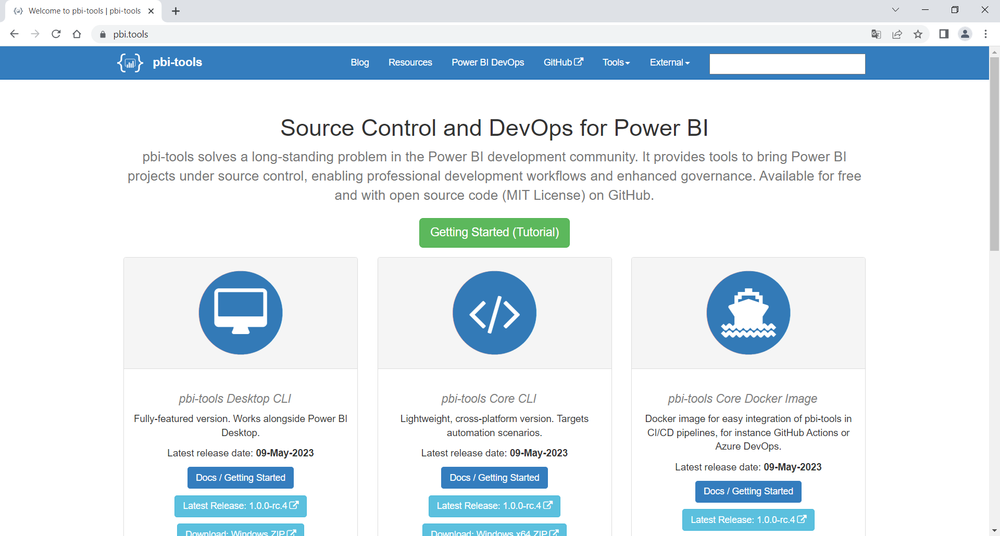 Welcome to pbi-tools | pbi-tools
pbi.tools
pbi-tools
Blog
Resources
Power BI DevOps
GitHub
Tools
External
Source Control and DevOps for Power BI
pbi-tools solves a long-standing problem in the Power BI development community. It provides tools to bring Power BI
projects under source control, enabling professional development workflows and enhanced governance. Available for free
and with open source code (MIT License) on GitHub.
Getting Started (Tutorial)
pbi-tools Desktop CLI
Fully-featured version. Works alongside Power BI
Desktop.
Latest release date: 09-May-2023
Docs / Getting Started
Latest Release: 1.0.0-rc.4
Download: Windows ZIP
pbi-tools Core CLI
Lightweight, cross-platform version. Targets
automation scenarios.
Latest release date: 09-May-2023
Docs / Getting Started
Latest Release: 1.0.0-rc.4
Download: Windows x64 ZIP
pbi-tools Core Docker Image
Docker image for easy integration of pbi-tools in
CI/CD pipelines, for instance GitHub Actions or
Azure DevOps.
Latest release date: 09-May-2023
Docs / Getting Started
Latest Release: 1.0.0-rc.4